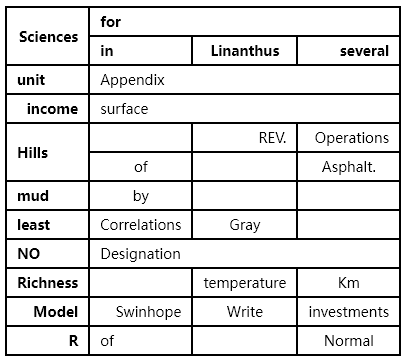 Sciences for
in Linanthus several
unit Appendix
income surface
Hills REV. Operations
of Asphalt.
mud by
least Correlations Gray
NO Designation
Richness temperature Km
Model Swinhope Write investments
R of Normal